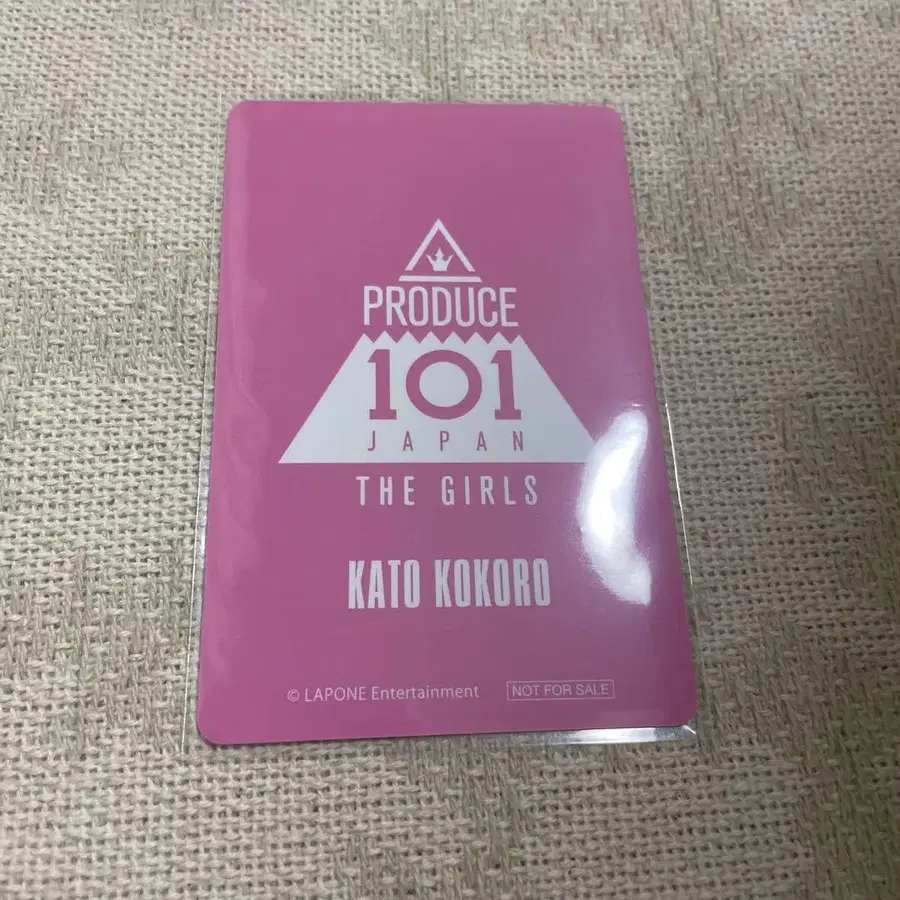 PRODUCE
101
JAPAN
THE GIRLS
KATO KOKORO
© LAPONE Entertainment NOT FOR SALE